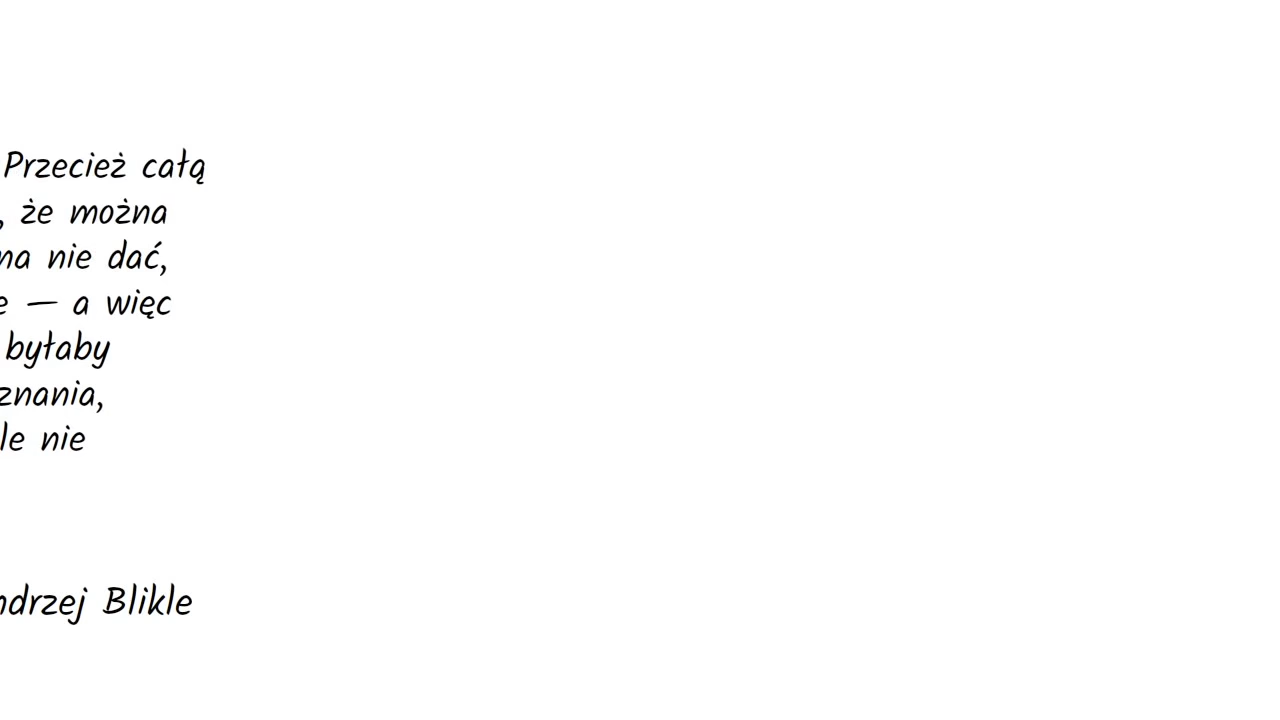 Przecież całą
, że można
na nie dać,
e — a więc
byłaby
znania,
le nie
ndrzej Blikle